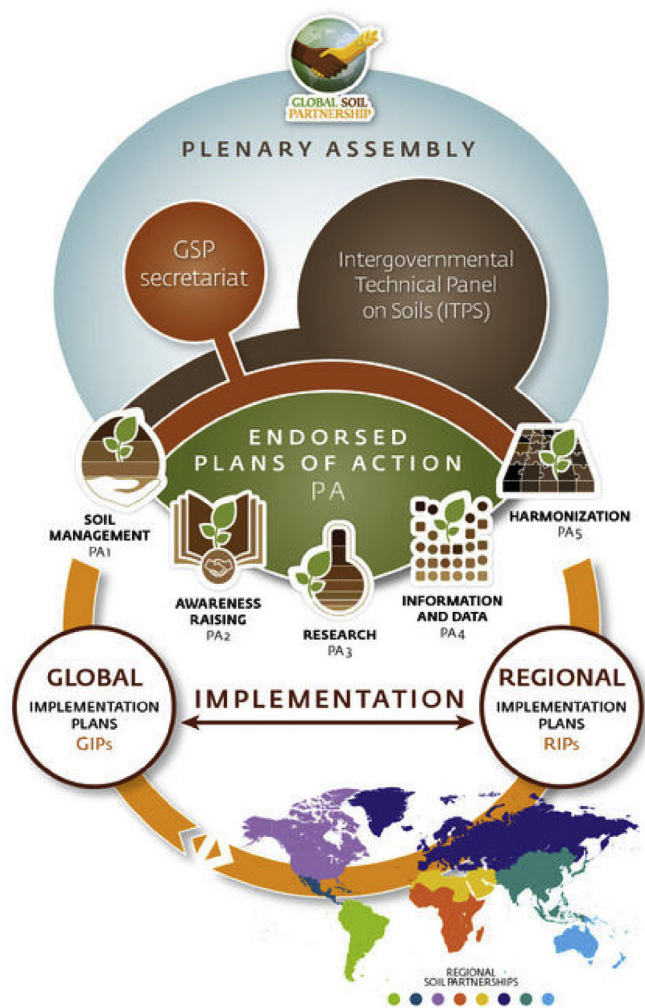 GLOBAL SOIL
PARTNERSHIP
PLENARY ASSEMBLY
GSP
secretariat
Intergovernmental
Technical Panel
on Soils (ITPS)
ENDORSED
PLANS OF ACTION
PA
SOIL
MANAGEMENT
PA1
AWARENESS
RAISING
PA2
RESEARCH
PA3
INFORMATION
AND DATA
PA4
HARMONIZATION
PA5
GLOBAL
IMPLEMENTATION
PLANS
GIPs
IMPLEMENTATION
REGIONAL
IMPLEMENTATION
PLANS
RIPs
REGIONAL
SOIL PARTNERSHIPS